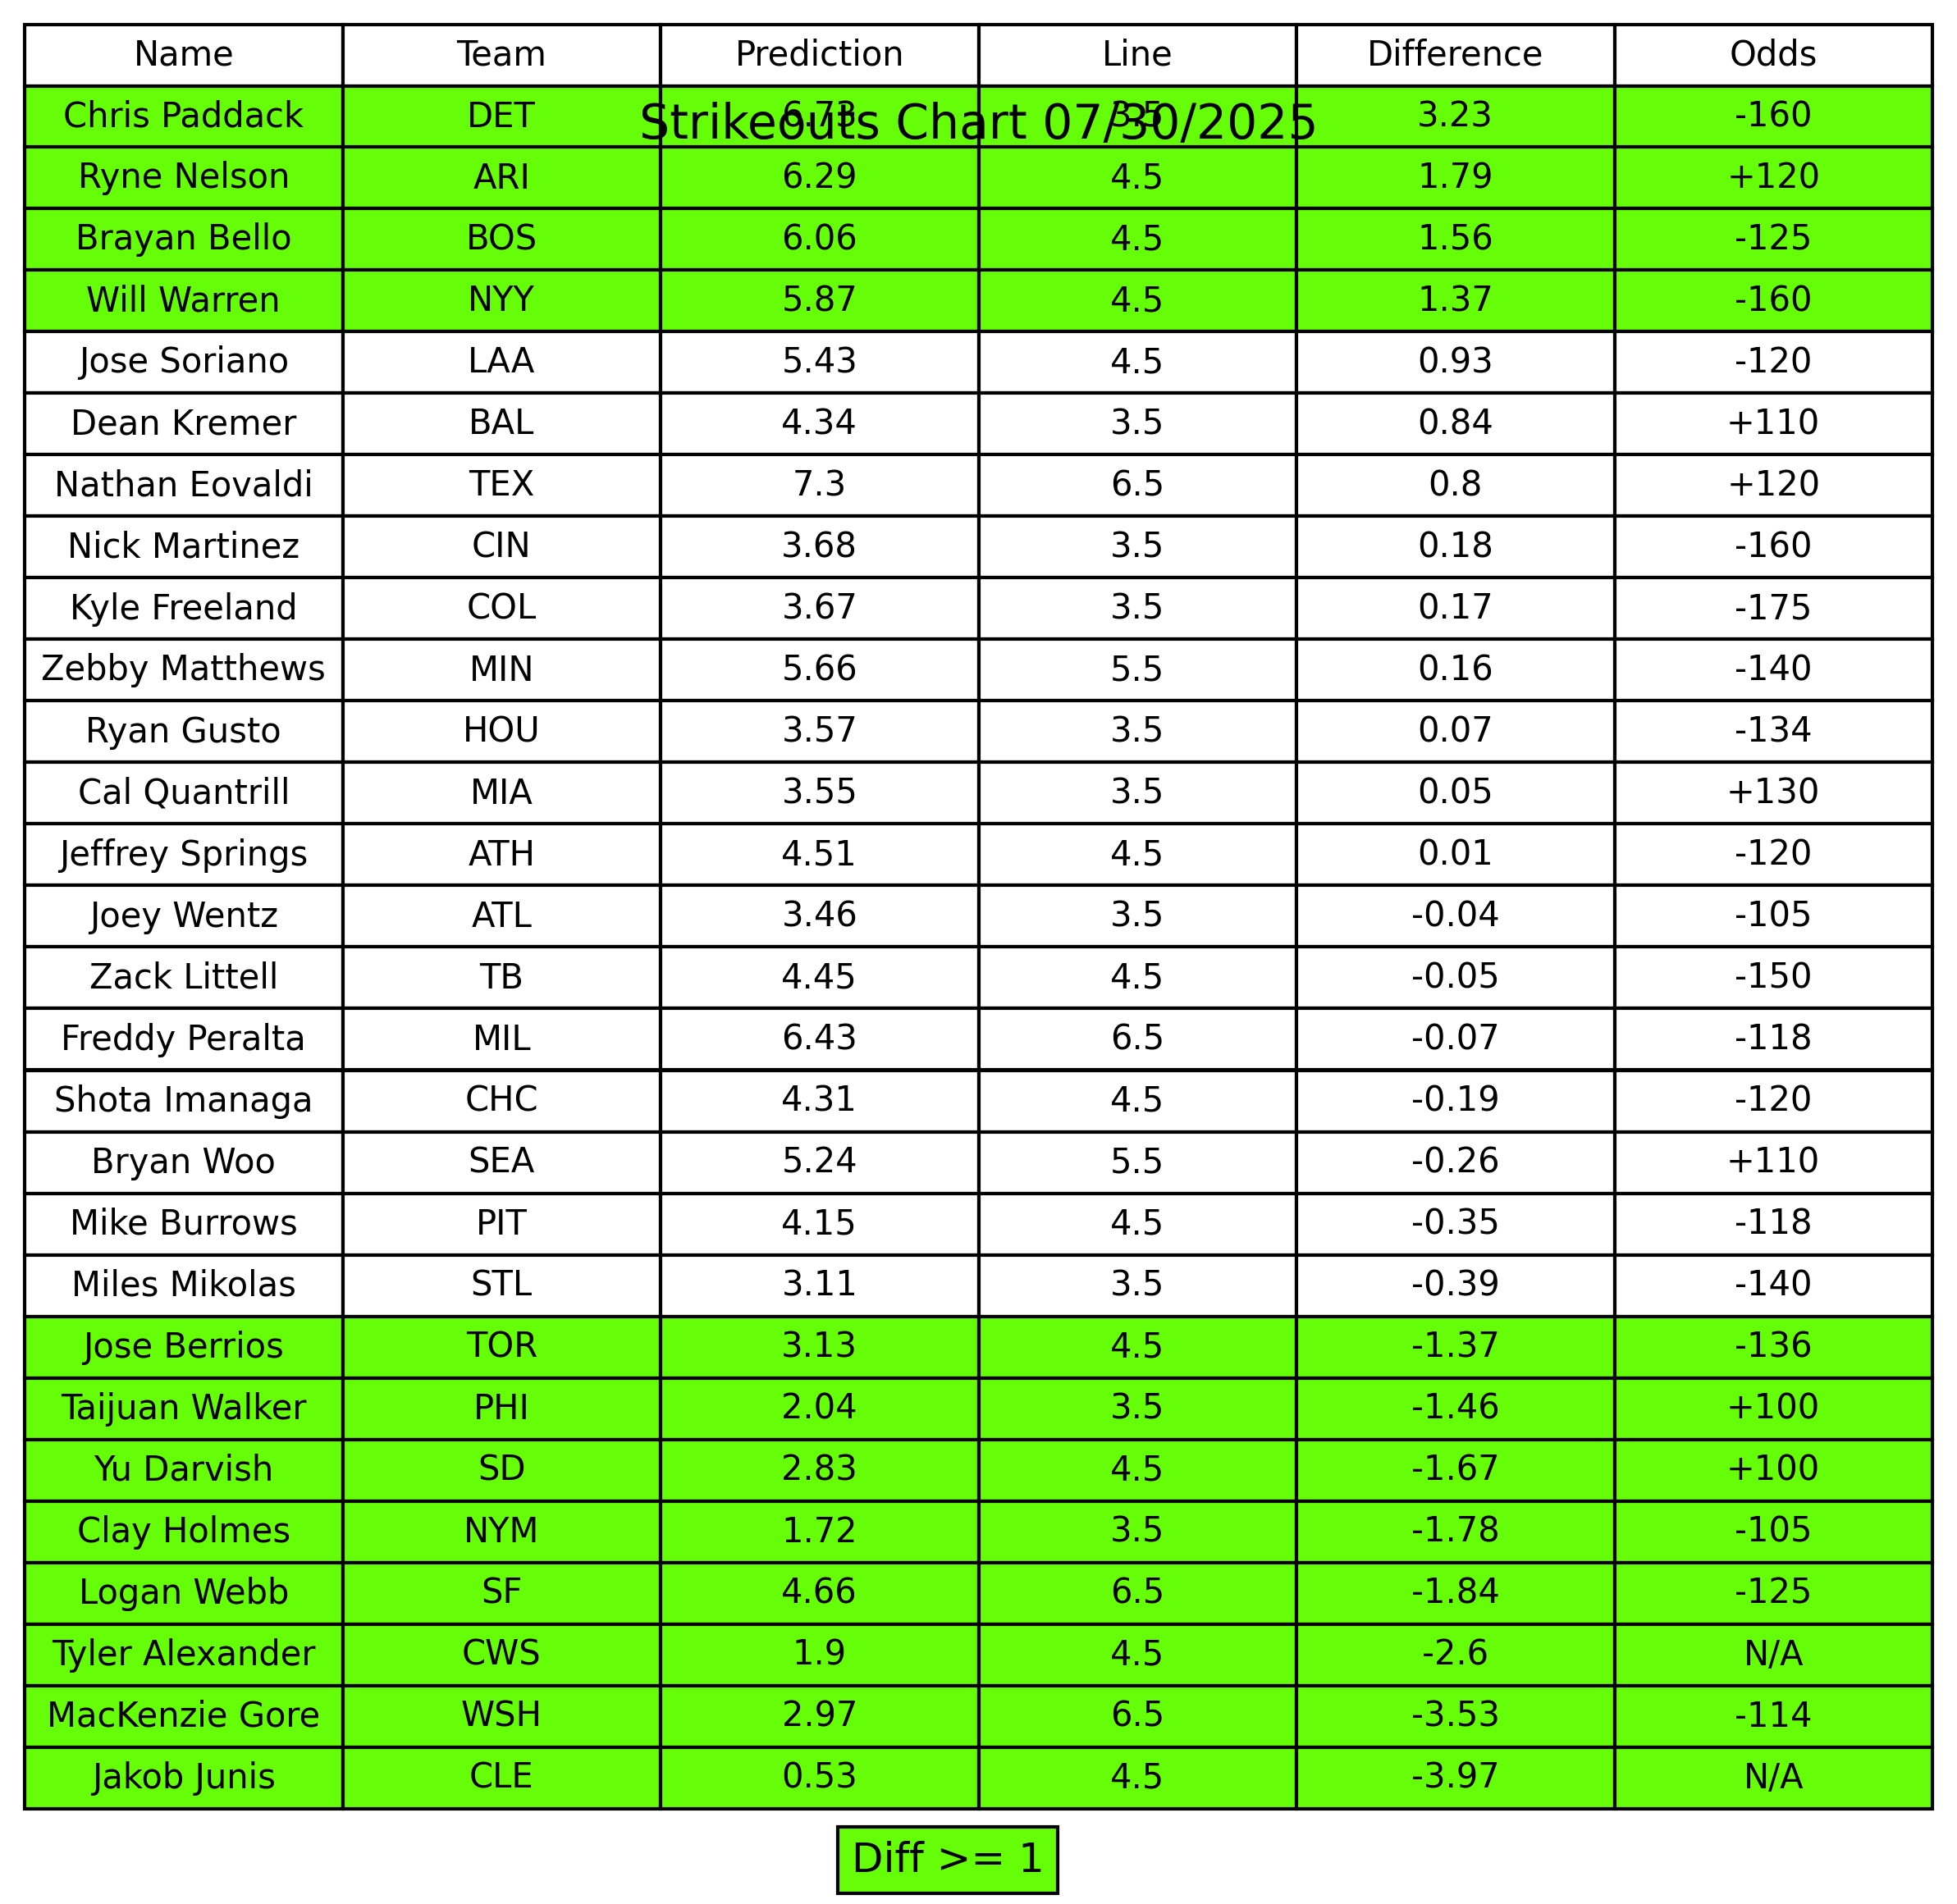 Name Team Prediction Line Difference Odds
Strikeouts Chart 07/30/2025
Chris Paddack DET 6.73 3.5 3.23 -160
Ryne Nelson ARI 6.29 4.5 1.79 +120
Brayan Bello BOS 6.06 4.5 1.56 -125
Will Warren NYY 5.87 4.5 1.37 -160
Jose Soriano LAA 5.43 4.5 0.93 -120
Dean Kremer BAL 4.34 3.5 0.84 +110
Nathan Eovaldi TEX 7.3 6.5 0.8 +120
Nick Martinez CIN 3.68 3.5 0.18 -160
Kyle Freeland COL 3.67 3.5 0.17 -175
Zebby Matthews MIN 5.66 5.5 0.16 -140
Ryan Gusto HOU 3.57 3.5 0.07 -134
Cal Quantrill MIA 3.55 3.5 0.05 +130
Jeffrey Springs ATH 4.51 4.5 0.01 -120
Joey Wentz ATL 3.46 3.5 -0.04 -105
Zack Littell TB 4.45 4.5 -0.05 -150
Freddy Peralta MIL 6.43 6.5 -0.07 -118
Shota Imanaga CHC 4.31 4.5 -0.19 -120
Bryan Woo SEA 5.24 5.5 -0.26 +110
Mike Burrows PIT 4.15 4.5 -0.35 -118
Miles Mikolas STL 3.11 3.5 -0.39 -140
Jose Berrios TOR 3.13 4.5 -1.37 -136
Taijuan Walker PHI 2.04 3.5 -1.46 +100
Yu Darvish SD 2.83 4.5 -1.67 +100
Clay Holmes NYM 1.72 3.5 -1.78 -105
Logan Webb SF 4.66 6.5 -1.84 -125
Tyler Alexander CWS 1.9 4.5 -2.6 N/A
MacKenzie Gore WSH 2.97 6.5 -3.53 -114
Jakob Junis CLE 0.53 4.5 -3.97 N/A
Diff >= 1